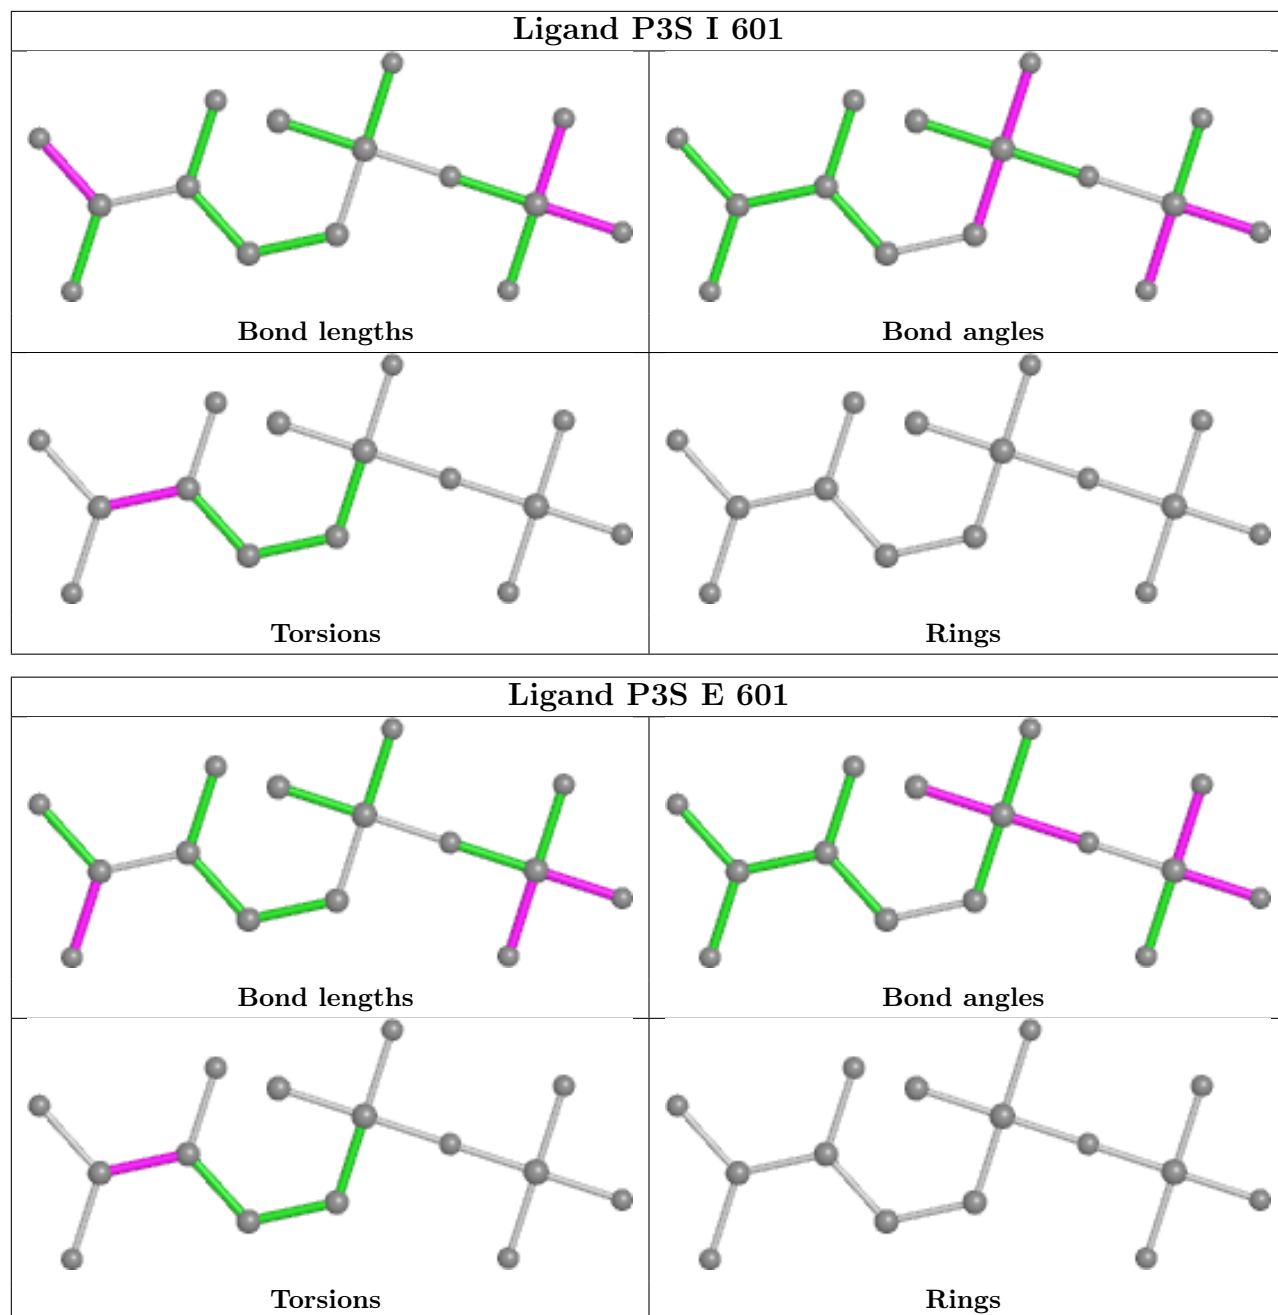 Ligand P3S I 601
Bond lengths
Bond angles
Torsions
Rings
Ligand P3S E 601
Bond lengths
Bond angles
Torsions
Rings